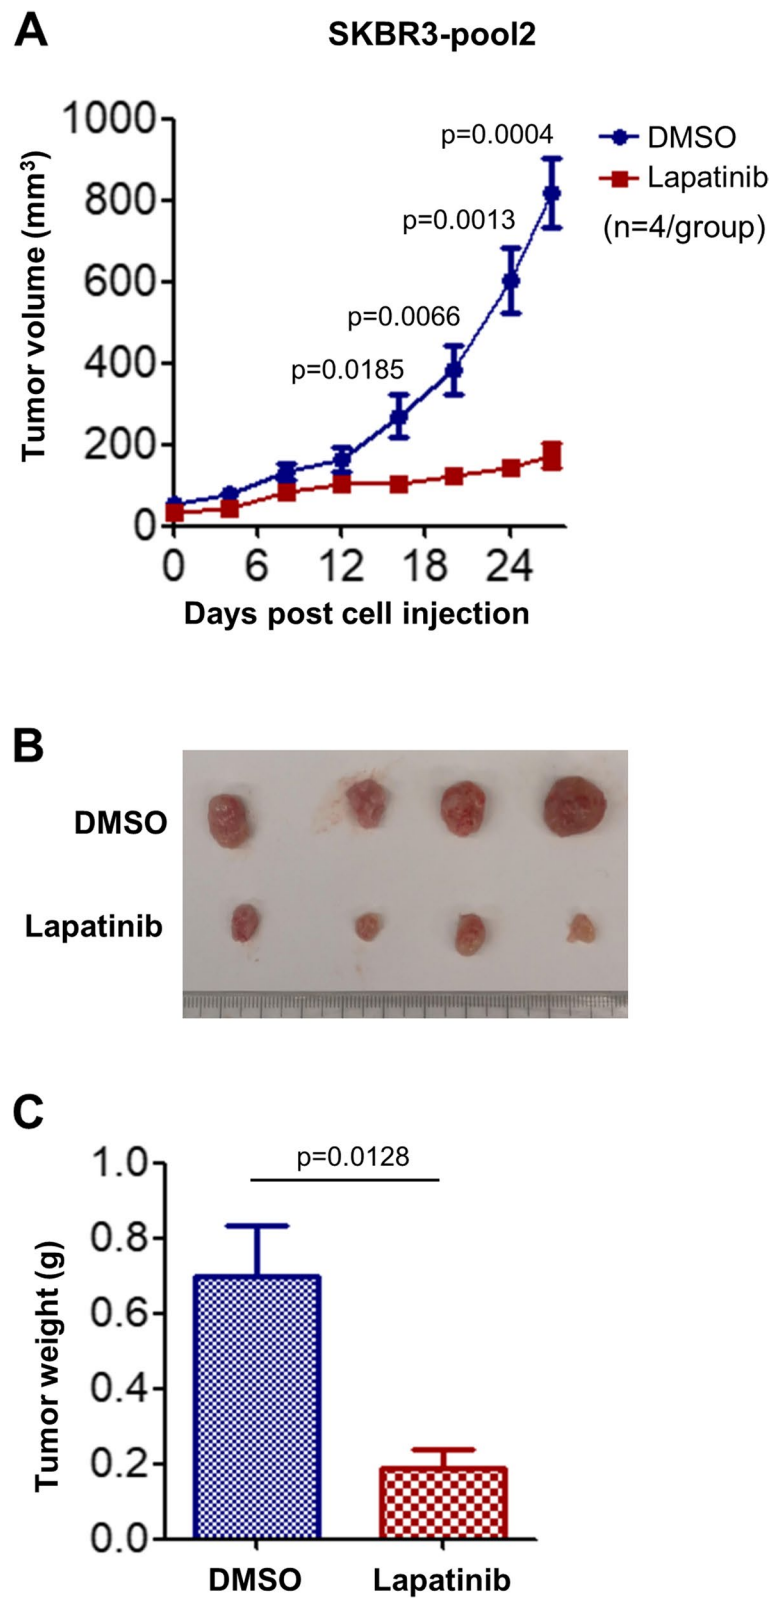 A
SKBR3-pool2
Tumor volume (mm³)
1000
800
600
400
200
0
p=0.0004
p=0.0013
p=0.0066
p=0.0185
DMSO
Lapatinib
(n=4/group)
0 6 12 18 24
Days post cell injection
B
DMSO
Lapatinib
C
Tumor weight (g)
1.0
0.8
0.6
0.4
0.2
0.0
p=0.0128
DMSO Lapatinib